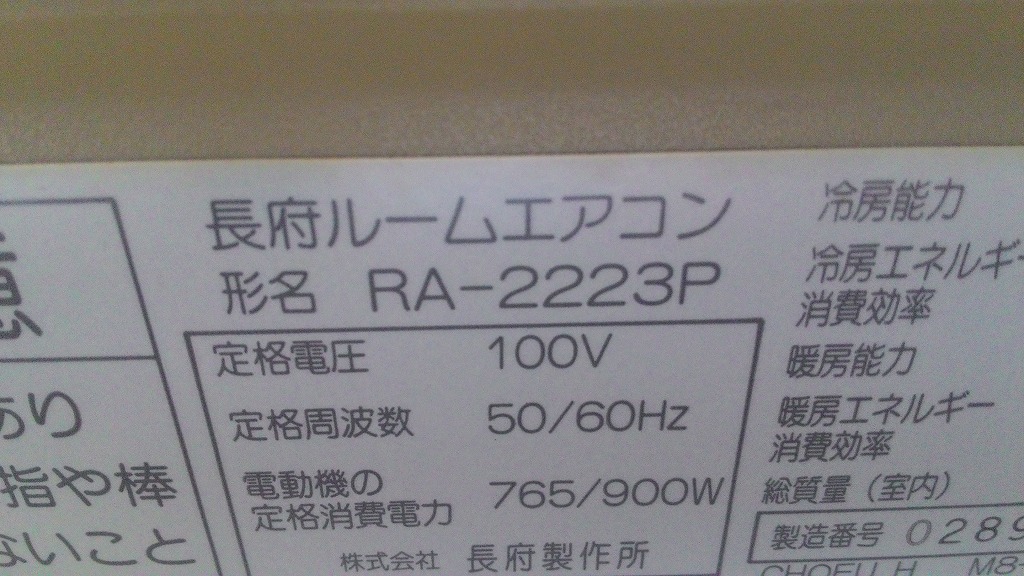 長府ルームエアコン
形名 RA-2223P
定格電圧 100V
定格周波数 50/60Hz
電動機の
定格消費電力 765/900W
株式会社 長府製作所
冷房能力
冷房エネルギー
消費効率
暖房能力
暖房エネルギー
消費効率
総質量(室内)
製造番号 0289
CHOFU H M8-
あり
指や棒
ないこと